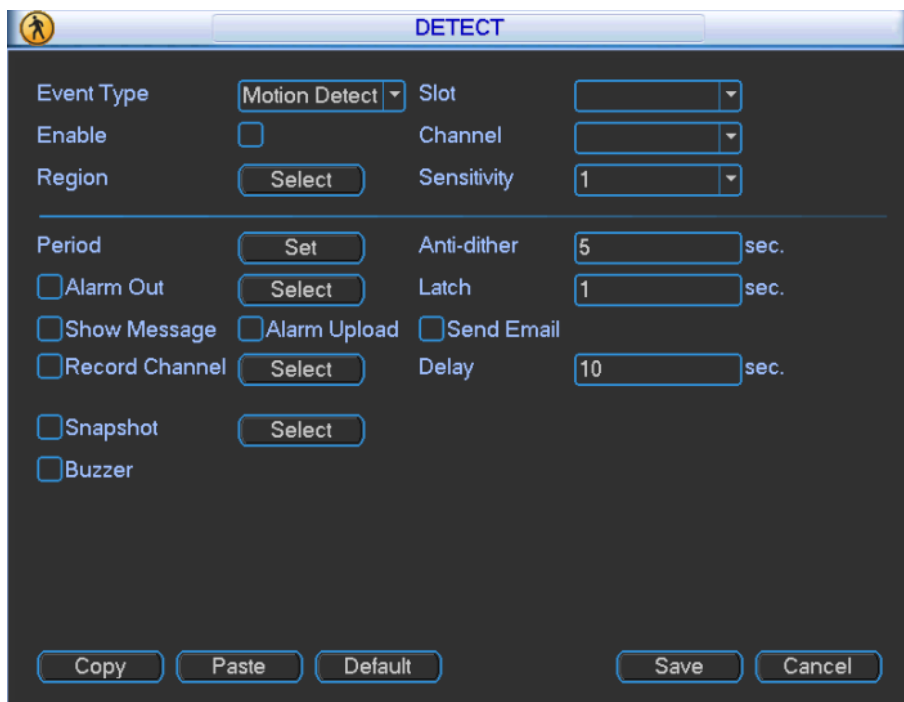 DETECT
Event Type Motion Detect Slot
Enable Channel
Region Select Sensitivity 1
Period Set Anti-dither 5 sec.
Alarm Out Select Latch 1 sec.
Show Message Alarm Upload Send Email
Record Channel Select Delay 10 sec.
Snapshot Select
Buzzer
Copy Paste Default Save Cancel